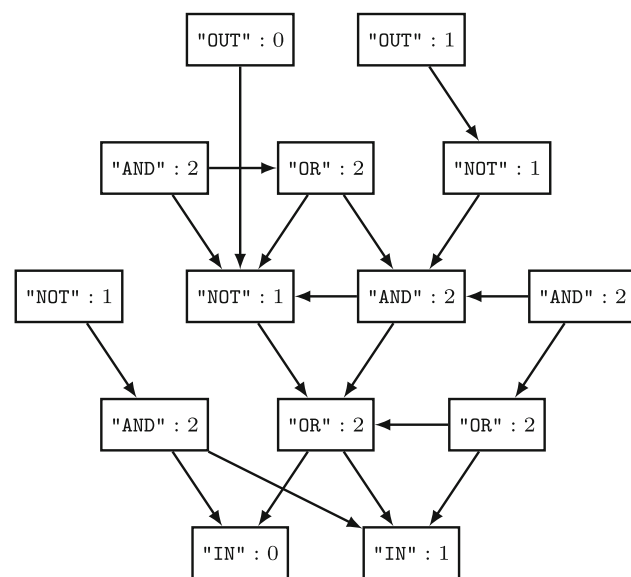 "OUT" : 0
"OUT" : 1
"AND" : 2
"OR" : 2
"NOT" : 1
"NOT" : 1
"NOT" : 1
"AND" : 2
"AND" : 2
"AND" : 2
"OR" : 2
"OR" : 2
"IN" : 0
"IN" : 1